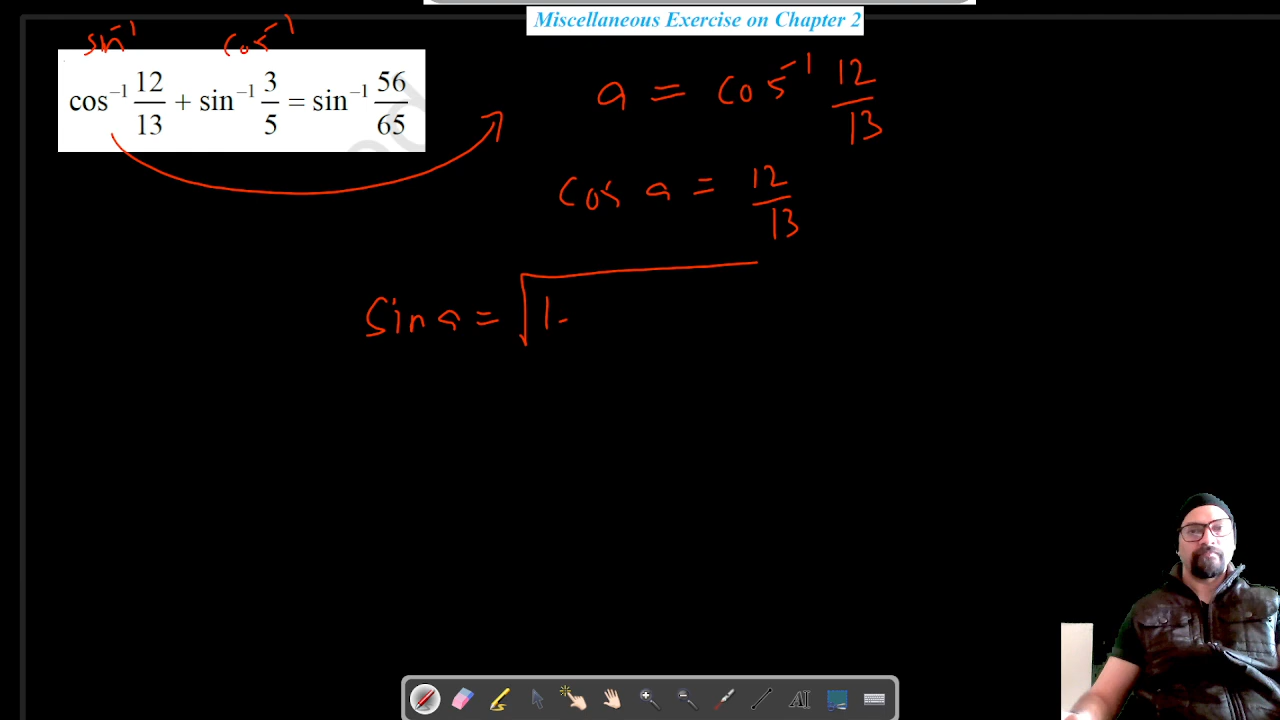 Miscellaneous Exercise on Chapter 2
sin⁻¹ cos⁻¹
cos⁻¹ 12/13 + sin⁻¹ 3/5 = sin⁻¹ 56/65
a = cos⁻¹ 12/13
cos a = 12/13
Sin a = √1-
AI